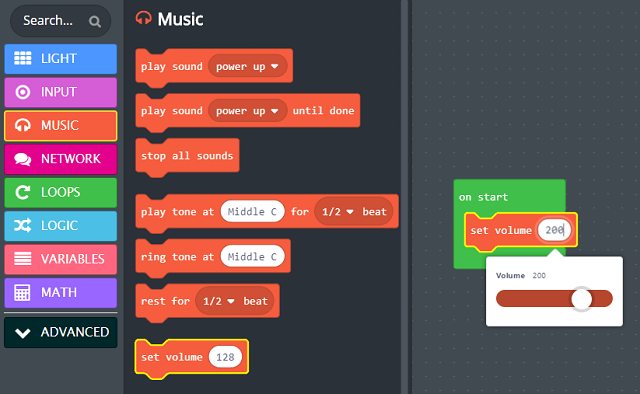 Search...
LIGHT
INPUT
MUSIC
NETWORK
LOOPS
LOGIC
VARIABLES
MATH
ADVANCED
Music
play sound power up
play sound power up until done
stop all sounds
play tone at Middle C for 1/2 beat
ring tone at Middle C
rest for 1/2 beat
set volume 128
on start
set volume 200
Volume 200